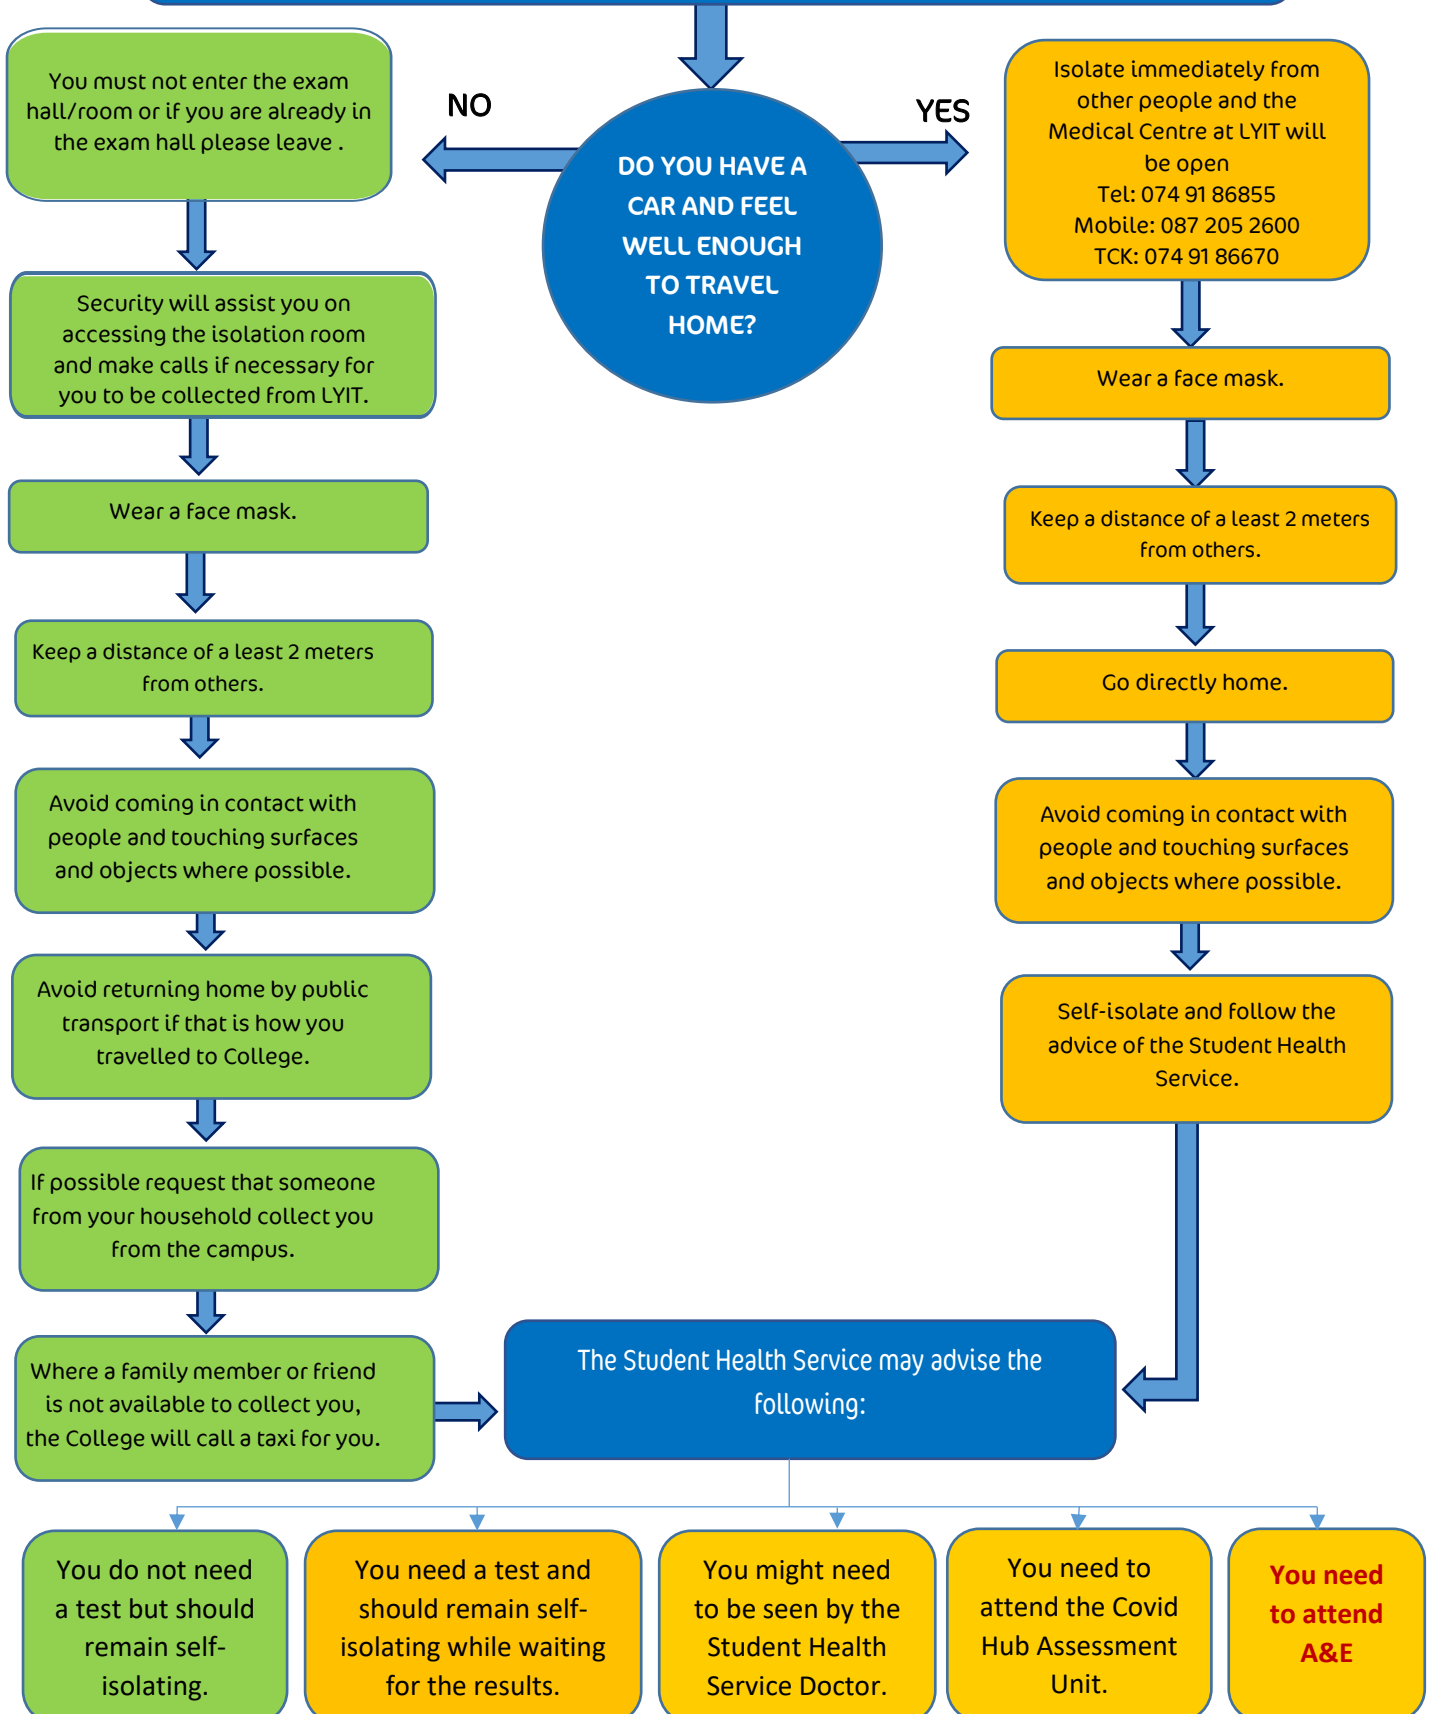 NO
YES
DO YOU HAVE A
CAR AND FEEL
WELL ENOUGH
TO TRAVEL
HOME?
You must not enter the exam
hall/room or if you are already in
the exam hall please leave .
Security will assist you on
accessing the isolation room
and make calls if necessary for
you to be collected from LYIT.
Wear a face mask.
Keep a distance of a least 2 meters
from others.
Avoid coming in contact with
people and touching surfaces
and objects where possible.
Avoid returning home by public
transport if that is how you
travelled to College.
If possible request that someone
from your household collect you
from the campus.
Where a family member or friend
is not available to collect you,
the College will call a taxi for you.
Isolate immediately from
other people and the
Medical Centre at LYIT will
be open
Tel: 074 91 86855
Mobile: 087 205 2600
TCK: 074 91 86670
Wear a face mask.
Keep a distance of a least 2 meters
from others.
Go directly home.
Avoid coming in contact with
people and touching surfaces
and objects where possible.
Self-isolate and follow the
advice of the Student Health
Service.
The Student Health Service may advise the
following:
You do not need
a test but should
remain self-
isolating.
You need a test and
should remain self-
isolating while waiting
for the results.
You might need
to be seen by the
Student Health
Service Doctor.
You need to
attend the Covid
Hub Assessment
Unit.
You need
to attend
A&E